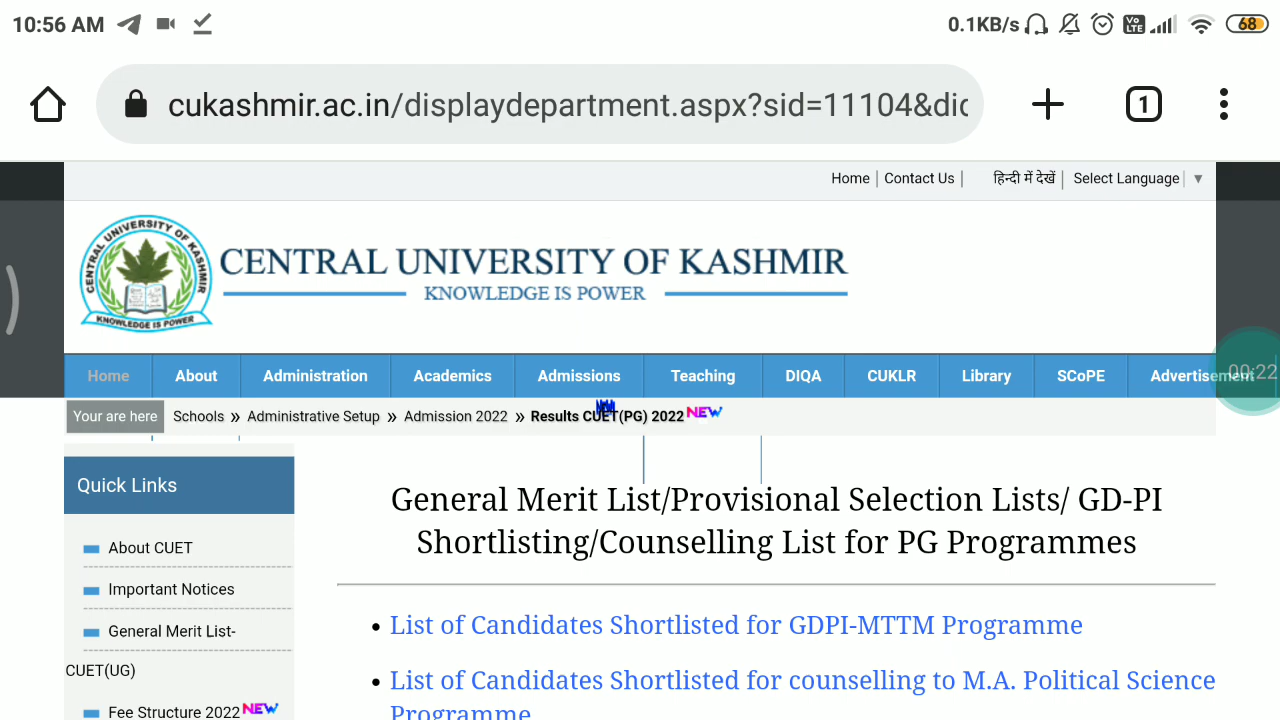 10:56 AM 0.1KB/s Vo LTE 68
cukashmir.ac.in/displaydepartment.aspx?sid=11104&dic
1
Home | Contact Us | हिन्दी में देखें | Select Language | ▼
CENTRAL UNIVERSITY OF KASHMIR
KNOWLEDGE IS POWER
CENTRAL UNIVERSITY OF KASHMIR
KNOWLEDGE IS POWER
Home About Administration Academics Admissions Teaching DIQA CUKLR Library SCoPE Advertisement
00:22
Your are here Schools » Administrative Setup » Admission 2022 » Results CUET(PG) 2022 NEW
Quick Links
About CUET
Important Notices
General Merit List-
CUET(UG)
Fee Structure 2022 NEW
General Merit List/Provisional Selection Lists/ GD-PI
Shortlisting/Counselling List for PG Programmes
• List of Candidates Shortlisted for GDPI-MTTM Programme
• List of Candidates Shortlisted for counselling to M.A. Political Science
Programme